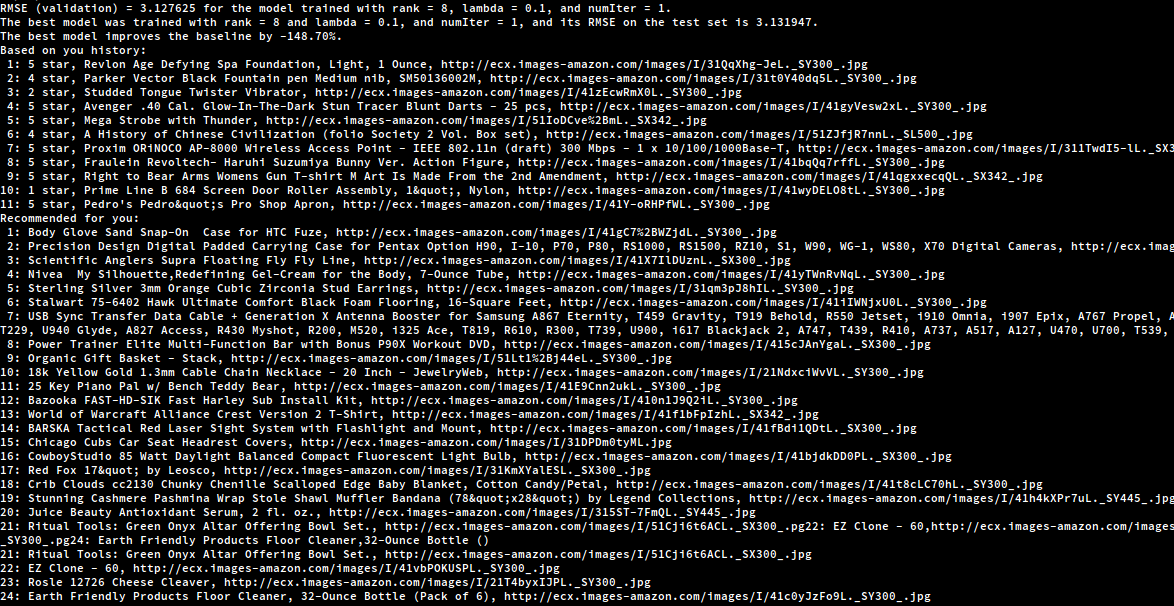 RMSE (validation) = 3.127625 for the model trained with rank = 8, lambda = 0.1, and numIter = 1.
The best model was trained with rank = 8 and lambda = 0.1, and numIter = 1, and its RMSE on the test set is 3.131947.
The best model improves the baseline by -148.70%.
Based on you history:
1: 5 star, Revlon Age Defying Spa Foundation, Light, 1 Ounce, http://ecx.images-amazon.com/images/I/31QqXhg-JeL._SY300_.jpg
2: 4 star, Parker Vector Black Fountain pen Medium nib, SM50136002M, http://ecx.images-amazon.com/images/I/31t0Y40dq5L._SY300_.jpg
3: 2 star, Studded Tongue Twister Vibrator, http://ecx.images-amazon.com/images/I/41zEcwRmX0L._SY300_.jpg
4: 5 star, Avenger .40 Cal. Glow-In-The-Dark Stun Tracer Blunt Darts - 25 pcs, http://ecx.images-amazon.com/images/I/41gyVesw2xL._SY300_.jpg
5: 5 star, Mega Strobe with Thunder, http://ecx.images-amazon.com/images/I/51IoDCve%2BmL._SX342_.jpg
6: 4 star, A History of Chinese Civilization (folio Society 2 Vol. Box set), http://ecx.images-amazon.com/images/I/51ZJfjR7nnL._SL500_.jpg
7: 5 star, Proxim ORiNOCO AP-8000 Wireless Access Point - IEEE 802.11n (draft) 300 Mbps - 1 x 10/100/1000Base-T, http://ecx.images-amazon.com/images/I/311TwdI5-lL._SX3
8: 5 star, Fraulein Revoltech- Haruhi Suzumiya Bunny Ver. Action Figure, http://ecx.images-amazon.com/images/I/41bqQq7rffL._SY300_.jpg
9: 5 star, Right to Bear Arms Womens Gun T-shirt M Art Is Made From the 2nd Amendment, http://ecx.images-amazon.com/images/I/41qgxxecqQL._SX342_.jpg
10: 1 star, Prime Line B 684 Screen Door Roller Assembly, 1&quot;, Nylon, http://ecx.images-amazon.com/images/I/41wyDELO8tL._SY300_.jpg
11: 5 star, Pedro's Pedro&quot;s Pro Shop Apron, http://ecx.images-amazon.com/images/I/41Y-oRHPfWL._SY300_.jpg
Recommended for you:
1: Body Glove Sand Snap-On  Case for HTC Fuze, http://ecx.images-amazon.com/images/I/41gC7%2BWZjdL._SY300_.jpg
2: Precision Design Digital Padded Carrying Case for Pentax Option H90, I-10, P70, P80, RS1000, RS1500, RZ10, S1, W90, WG-1, WS80, X70 Digital Cameras, http://ecx.imag
3: Scientific Anglers Supra Floating Fly Fly Line, http://ecx.images-amazon.com/images/I/41X7IlDUznL._SX300_.jpg
4: Nivea  My Silhouette,Redefining Gel-Cream for the Body, 7-Ounce Tube, http://ecx.images-amazon.com/images/I/41yTWnRvNqL._SY300_.jpg
5: Sterling Silver 3mm Orange Cubic Zirconia Stud Earrings, http://ecx.images-amazon.com/images/I/31qm3pJ8hIL._SY300_.jpg
6: Stalwart 75-6402 Hawk Ultimate Comfort Black Foam Flooring, 16-Square Feet, http://ecx.images-amazon.com/images/I/41iIWNjxU0L._SY300_.jpg
7: USB Sync Transfer Data Cable + Generation X Antenna Booster for Samsung A867 Eternity, T459 Gravity, T919 Behold, R550 Jetset, i910 Omnia, i907 Epix, A767 Propel, A
T229, U940 Glyde, A827 Access, R430 Myshot, R200, M520, i325 Ace, T819, R610, R300, T739, U900, i617 Blackjack 2, A747, T439, R410, A737, A517, A127, U470, U700, T539,
8: Power Trainer Elite Multi-Function Bar with Bonus P90X Workout DVD, http://ecx.images-amazon.com/images/I/415cJAnYgaL._SX300_.jpg
9: Organic Gift Basket - Stack, http://ecx.images-amazon.com/images/I/51Lt1%2Bj44eL._SY300_.jpg
10: 18k Yellow Gold 1.3mm Cable Chain Necklace - 20 Inch - JewelryWeb, http://ecx.images-amazon.com/images/I/21NdxciWvVL._SY300_.jpg
11: 25 Key Piano Pal w/ Bench Teddy Bear, http://ecx.images-amazon.com/images/I/41E9Cnn2ukL._SY300_.jpg
12: Bazooka FAST-HD-SIK Fast Harley Sub Install Kit, http://ecx.images-amazon.com/images/I/410n1J9Q2iL._SY300_.jpg
13: World of Warcraft Alliance Crest Version 2 T-Shirt, http://ecx.images-amazon.com/images/I/41f1bFpIzhL._SX342_.jpg
14: BARSKA Tactical Red Laser Sight System with Flashlight and Mount, http://ecx.images-amazon.com/images/I/41fBdi1QDtL._SX300_.jpg
15: Chicago Cubs Car Seat Headrest Covers, http://ecx.images-amazon.com/images/I/31DPDm0tyML.jpg
16: CowboyStudio 85 Watt Daylight Balanced Compact Fluorescent Light Bulb, http://ecx.images-amazon.com/images/I/41bjdkDD0PL._SX300_.jpg
17: Red Fox 17&quot; by Leosco, http://ecx.images-amazon.com/images/I/31KmXYalESL._SX300_.jpg
18: Crib Clouds cc2130 Chunky Chenille Scalloped Edge Baby Blanket, Cotton Candy/Petal, http://ecx.images-amazon.com/images/I/41t8cLC70hL._SY300_.jpg
19: Stunning Cashmere Pashmina Wrap Stole Shawl Muffler Bandana (78&quot;x28&quot;) by Legend Collections, http://ecx.images-amazon.com/images/I/41h4kXPr7uL._SY445_.jpg
20: Juice Beauty Antioxidant Serum, 2 fl. oz., http://ecx.images-amazon.com/images/I/315ST-7FmQL._SY445_.jpg
21: Ritual Tools: Green Onyx Altar Offering Bowl Set., http://ecx.images-amazon.com/images/I/51Cji6t6ACL._SX300_.pg22: EZ Clone - 60,http://ecx.images-amazon.com/images
_SY300_.pg24: Earth Friendly Products Floor Cleaner,32-Ounce Bottle ()
21: Ritual Tools: Green Onyx Altar Offering Bowl Set., http://ecx.images-amazon.com/images/I/51Cji6t6ACL._SX300_.jpg
22: EZ Clone - 60, http://ecx.images-amazon.com/images/I/41vbPOKUSPL._SY300_.jpg
23: Rosle 12726 Cheese Cleaver, http://ecx.images-amazon.com/images/I/21T4byxIJPL._SY300_.jpg
24: Earth Friendly Products Floor Cleaner, 32-Ounce Bottle (Pack of 6), http://ecx.images-amazon.com/images/I/41c0yJzFo9L._SY300_.jpg